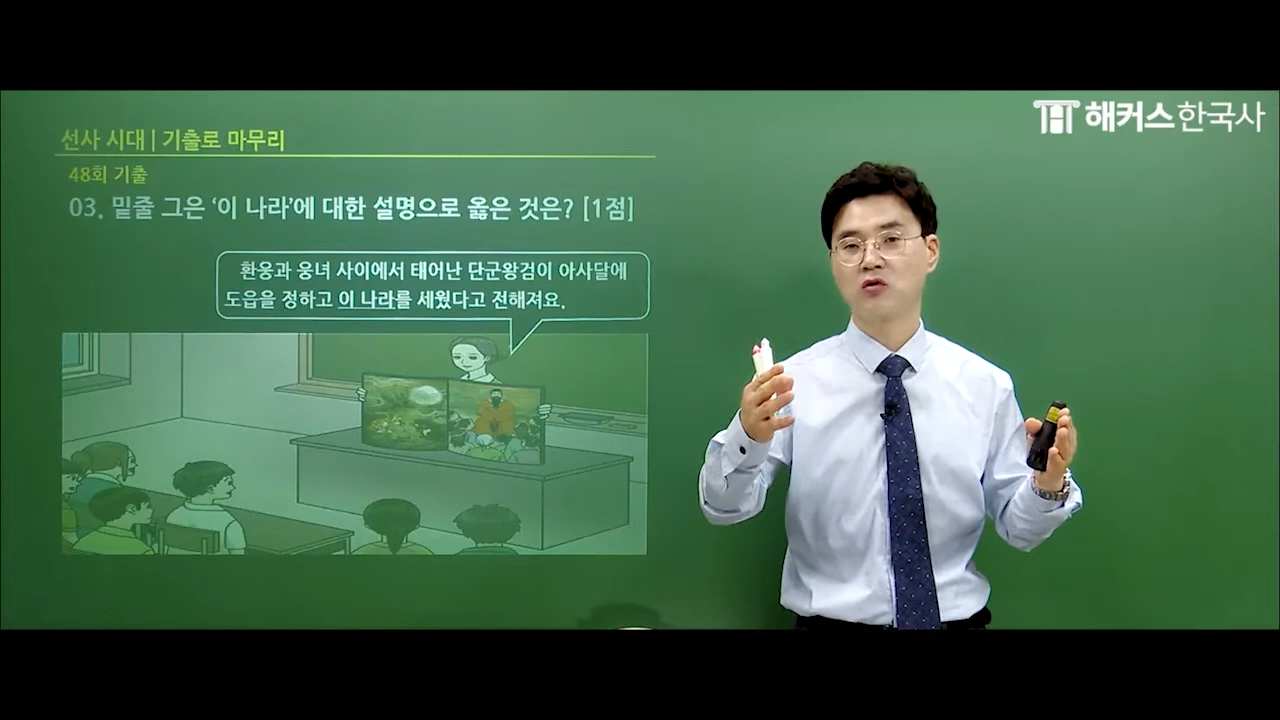 해커스한국사
선사 시대 | 기출로 마무리
48회 기출
03. 밑줄 그은 ‘이 나라’에 대한 설명으로 옳은 것은? [1점]
환웅과 웅녀 사이에서 태어난 단군왕검이 아사달에
도읍을 정하고 이 나라를 세웠다고 전해져요.